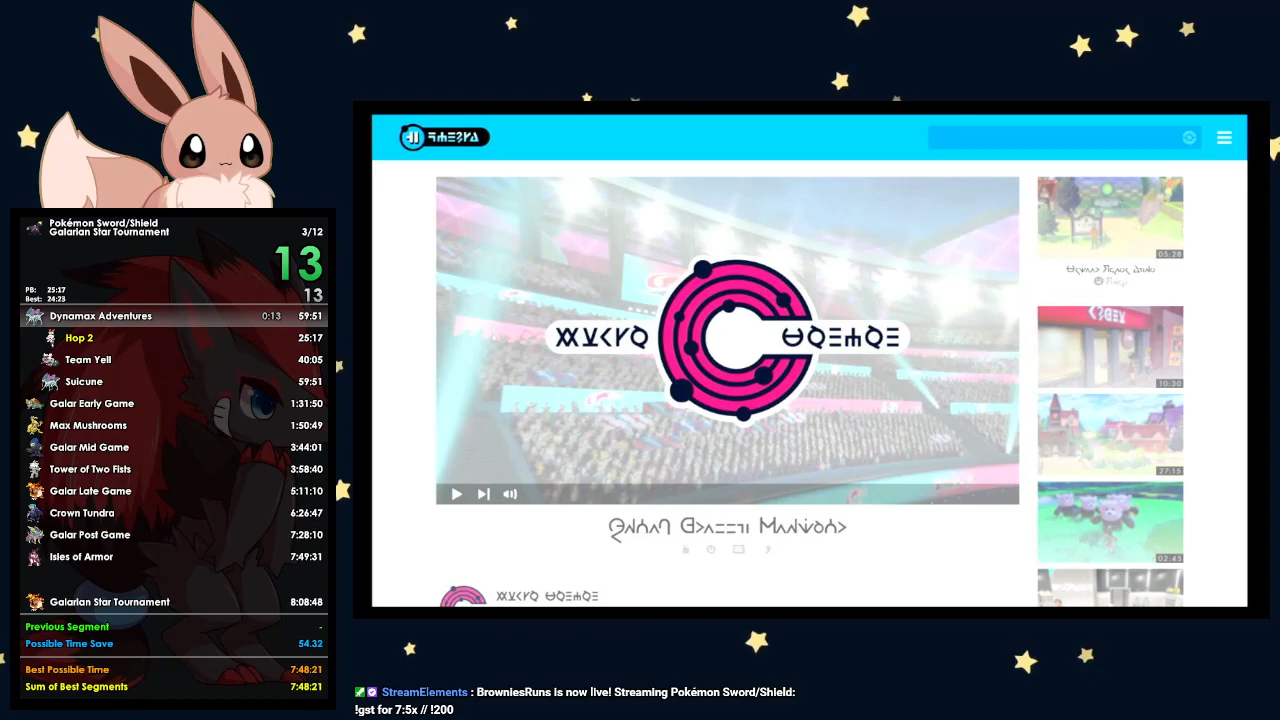 Pokémon Sword/Shield
Galarian Star Tournament
3/12
13
PB: 25:17
Best: 24:23
13
Dynamax Adventures 0:13 59:51
Hop 2 25:17
Team Yell 40:05
Suicune 59:51
Galar Early Game 1:31:50
Max Mushrooms 1:50:49
Galar Mid Game 3:44:01
Tower of Two Fists 3:58:40
Galar Late Game 5:11:10
Crown Tundra 6:26:47
Galar Post Game 7:28:10
Isles of Armor 7:49:31
Galarian Star Tournament 8:08:48
Previous Segment -
Possible Time Save 54.32
Best Possible Time 7:48:21
Sum of Best Segments 7:48:21
05:28
10:30
27:15
02:45
StreamElements : BrowniesRuns is now live! Streaming Pokémon Sword/Shield:
!gst for 7:5x // !200